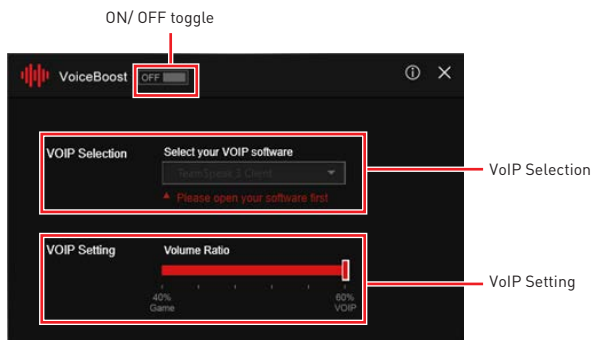 ON/ OFF toggle
VoiceBoost OFF
VOIP Selection Select your VOIP software
TeamSpeak 3 Client
Please open your software first
VoIP Selection
VOIP Setting Volume Ratio
VoIP Setting
40% 60%
Game VOIP